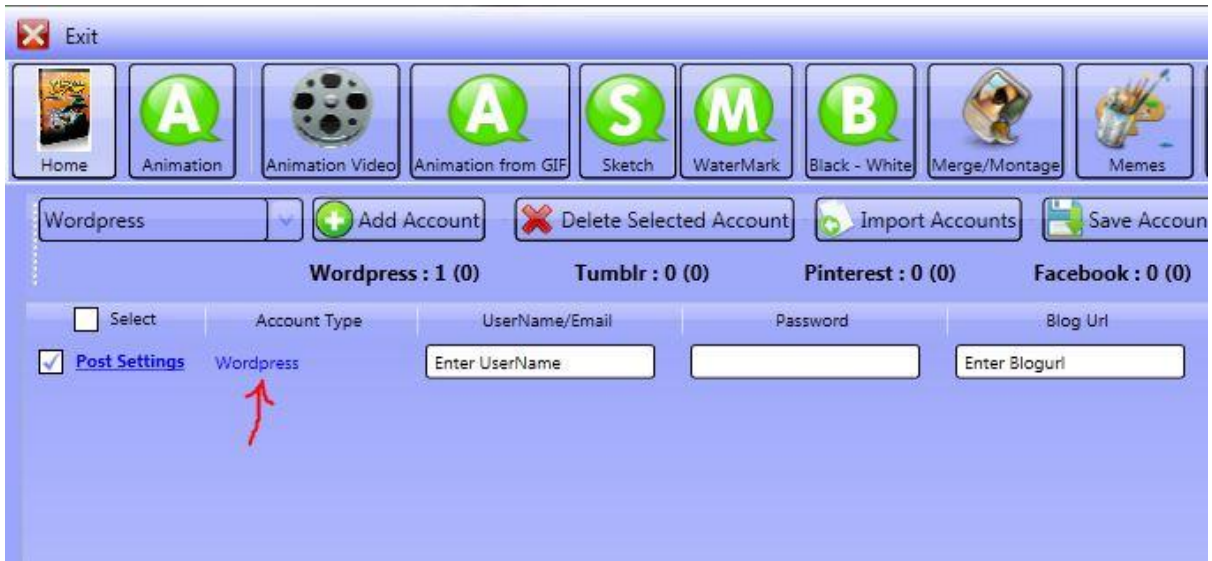 Exit
Home Animation Animation Video Animation from GIF Sketch WaterMark Black - White Merge/Montage Memes
A A S M B
Wordpress Add Account Delete Selected Account Import Accounts Save Accoun
Wordpress : 1 (0) Tumblr : 0 (0) Pinterest : 0 (0) Facebook : 0 (0)
Select Account Type UserName/Email Password Blog Url
Post Settings Wordpress Enter UserName Enter Blogurl